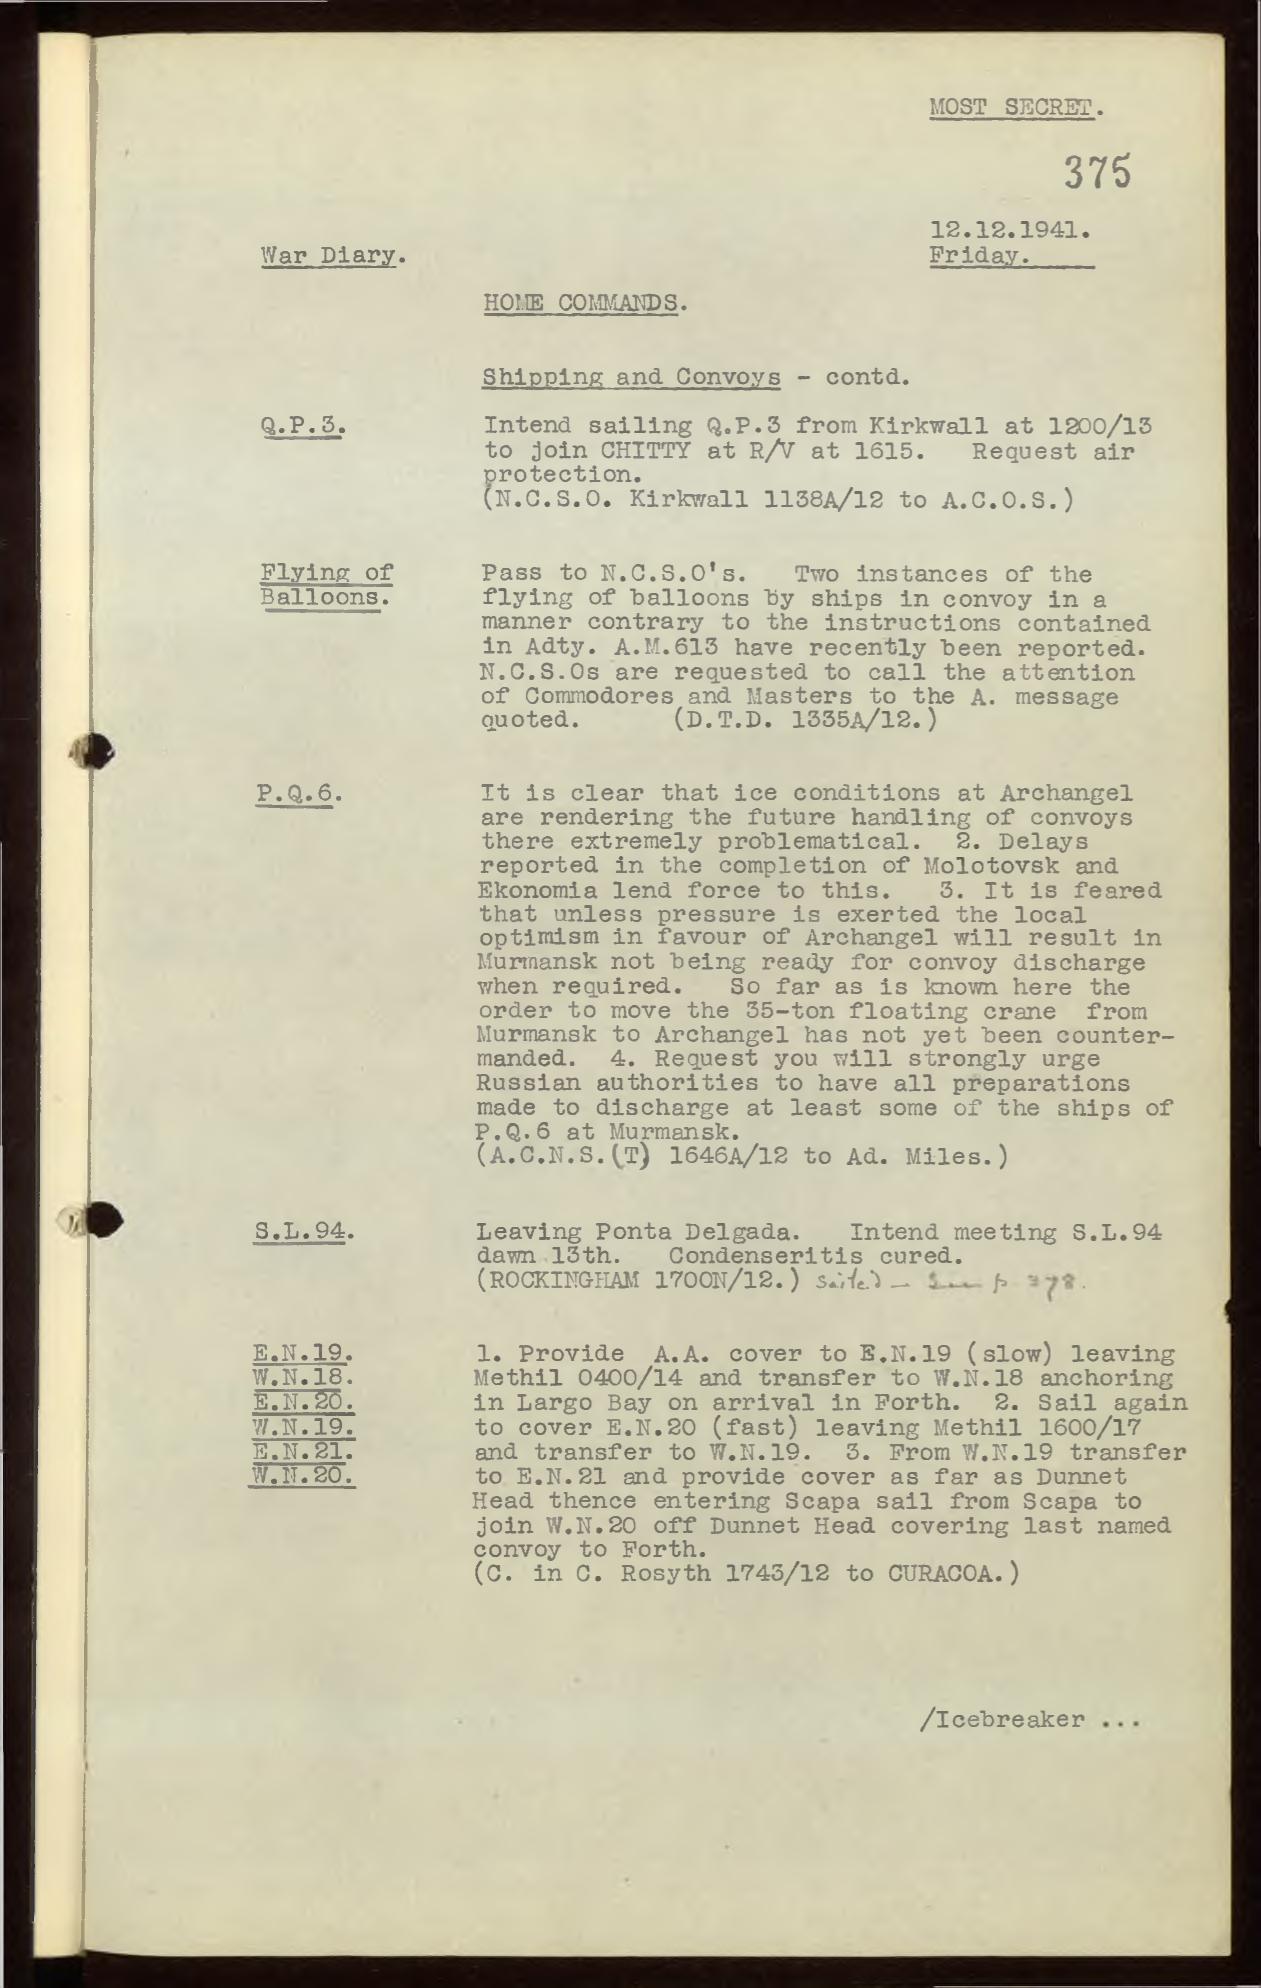 MOST SECRET.
375
12.12.1941.
War Diary.
Friday.
HOME COMMANDS.
Shipping and Convoys - contd.
Q.P.3.
Intend sailing Q.P.3 from Kirkwall at 1200/13
to join CHITTY at R/V at 1615. Request air
protection.
(N.C.S.O. Kirkwall 1138A/12 to A.C.O.S.)
Flying of
Balloons.
Pass to N.C.S.O's. Two instances of the
flying of balloons by ships in convoy in a
manner contrary to the instructions contained
in Adty. A.M.613 have recently been reported.
N.C.S.Os are requested to call the attention
of Commodores and Masters to the A. message
quoted. (D.T.D. 1335A/12.)
P.Q.6.
It is clear that ice conditions at Archangel
are rendering the future handling of convoys
there extremely problematical. 2. Delays
reported in the completion of Molotovsk and
Ekonomia lend force to this. 3. It is feared
that unless pressure is exerted the local
optimism in favour of Archangel will result in
Murmansk not being ready for convoy discharge
when required. So far as is known here the
order to move the 35-ton floating crane from
Murmansk to Archangel has not yet been counter-
manded. 4. Request you will strongly urge
Russian authorities to have all preparations
made to discharge at least some of the ships of
P.Q.6 at Murmansk.
(A.C.N.S.(T) 1646A/12 to Ad. Miles.)
S.L.94.
Leaving Ponta Delgada. Intend meeting S.L.94
dawn 13th. Condenseritis cured.
(ROCKINGHAM 1700N/12.) Sailed - See p 378.
E.N.19.
W.N.18.
E.N.20.
W.N.19.
E.N.21.
W.N.20.
1. Provide A.A. cover to E.N.19 (slow) leaving
Methil 0400/14 and transfer to W.N.18 anchoring
in Largo Bay on arrival in Forth. 2. Sail again
to cover E.N.20 (fast) leaving Methil 1600/17
and transfer to W.N.19. 3. From W.N.19 transfer
to E.N.21 and provide cover as far as Dunnet
Head thence entering Scapa sail from Scapa to
join W.N.20 off Dunnet Head covering last named
convoy to Forth.
(C. in C. Rosyth 1743/12 to CURACOA.)
/Icebreaker ...